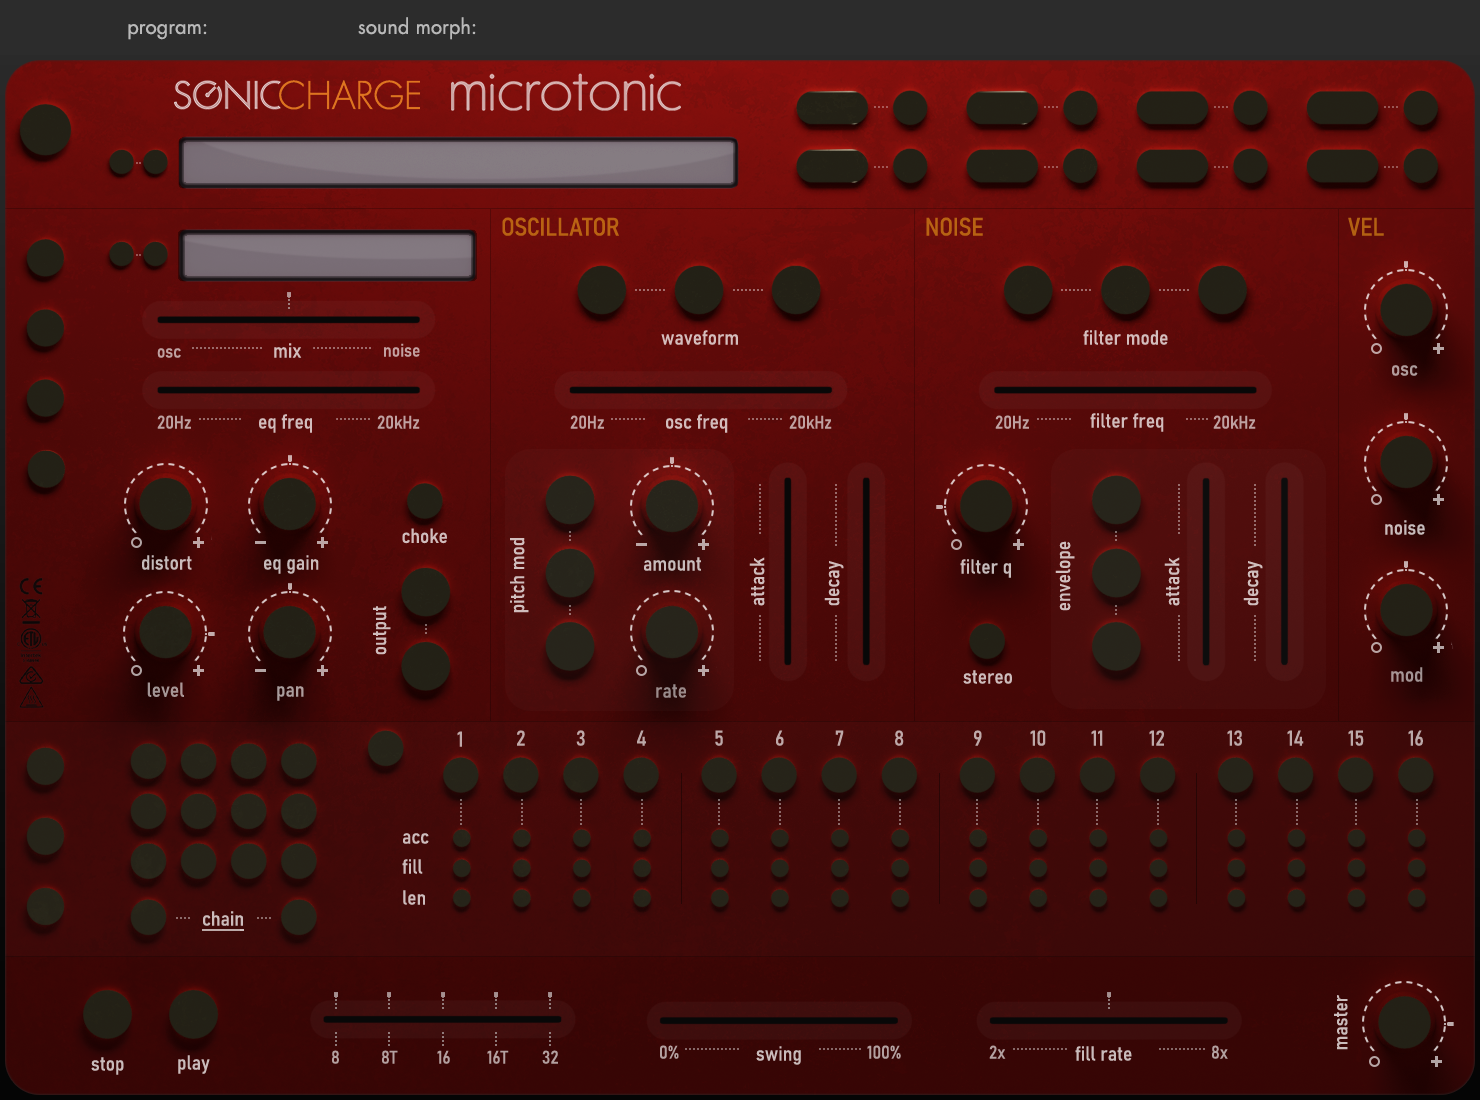 program: sound morph:
SONICCHARGE microtonic
OSCILLATOR
NOISE
VEL
osc mix noise
waveform
filter mode
osc
20Hz eq freq 20kHz
20Hz osc freq 20kHz
20Hz filter freq 20kHz
distort eq gain
choke
pitch mod
amount
attack
decay
filter q
envelope
attack
decay
noise
level pan
output
rate
stereo
mod
1 2 3 4 5 6 7 8 9 10 11 12 13 14 15 16
acc
fill
len
chain
stop play
8 8T 16 16T 32
0% swing 100%
2x fill rate 8x
master